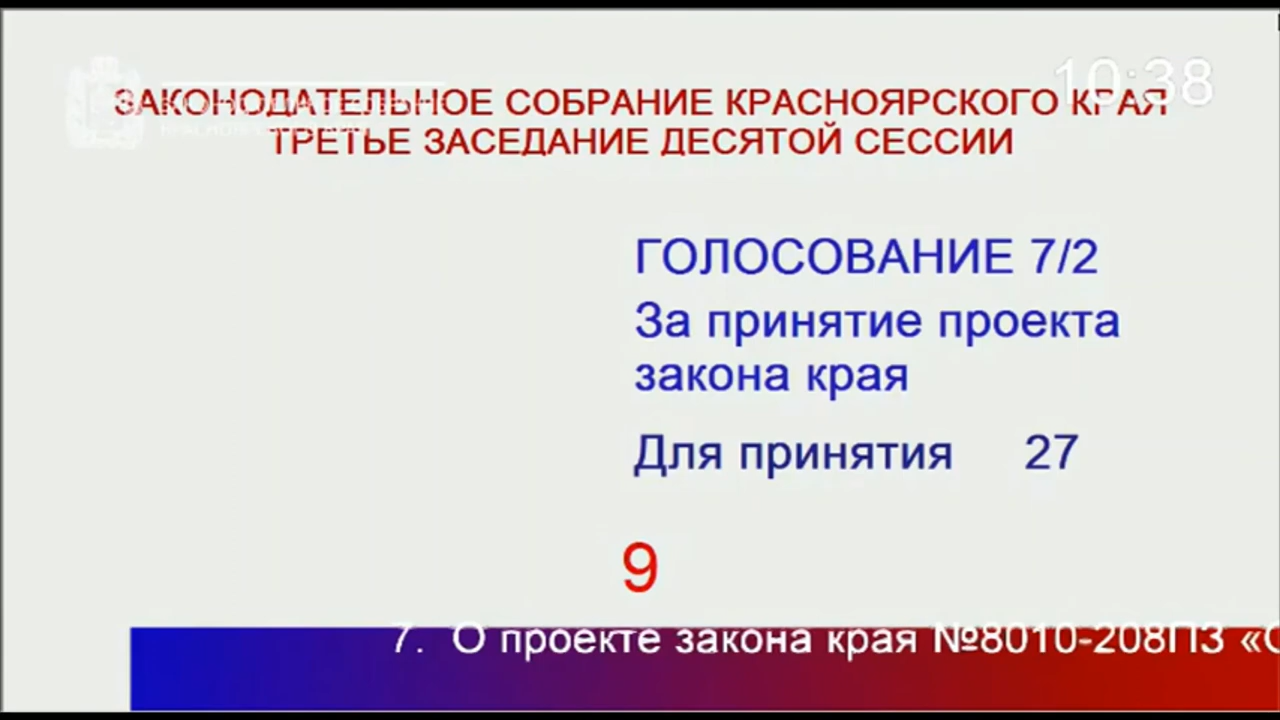 10:38
ЗАКОНОДАТЕЛЬНОЕ СОБРАНИЕ КРАСНОЯРСКОГО КРАЯ
ТРЕТЬЕ ЗАСЕДАНИЕ ДЕСЯТОЙ СЕССИИ
ГОЛОСОВАНИЕ 7/2
За принятие проекта
закона края
Для принятия 27
9
7. О проекте закона края №8010-208ПЗ «